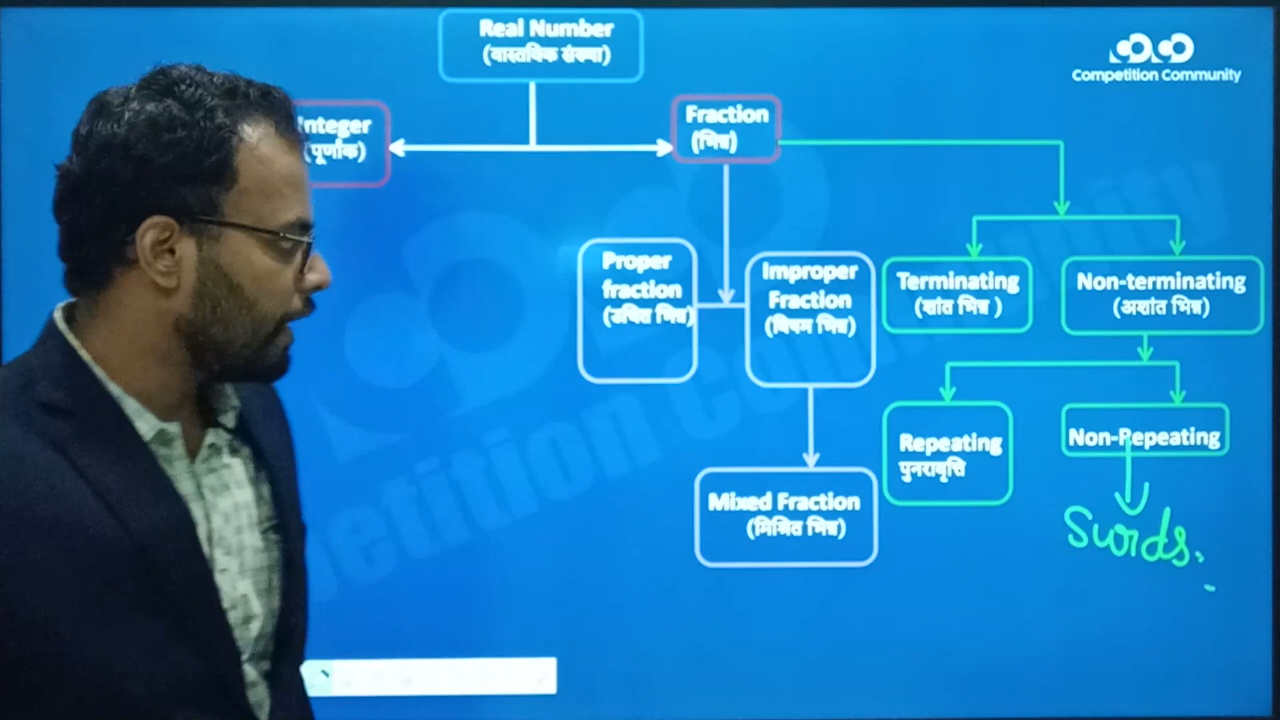 Real Number
(वास्तविक संख्या)
Competition Community
Integer
(पूर्णांक)
Fraction
(भिन्न)
Proper
fraction
(उचित भिन्न)
Improper
Fraction
(विषम भिन्न)
Terminating
(शांत भिन्न )
Non-terminating
(अशांत भिन्न)
Repeating
पुनरावृत्ति
Non-Repeating
Mixed Fraction
(मिश्रित भिन्न)
Surds.